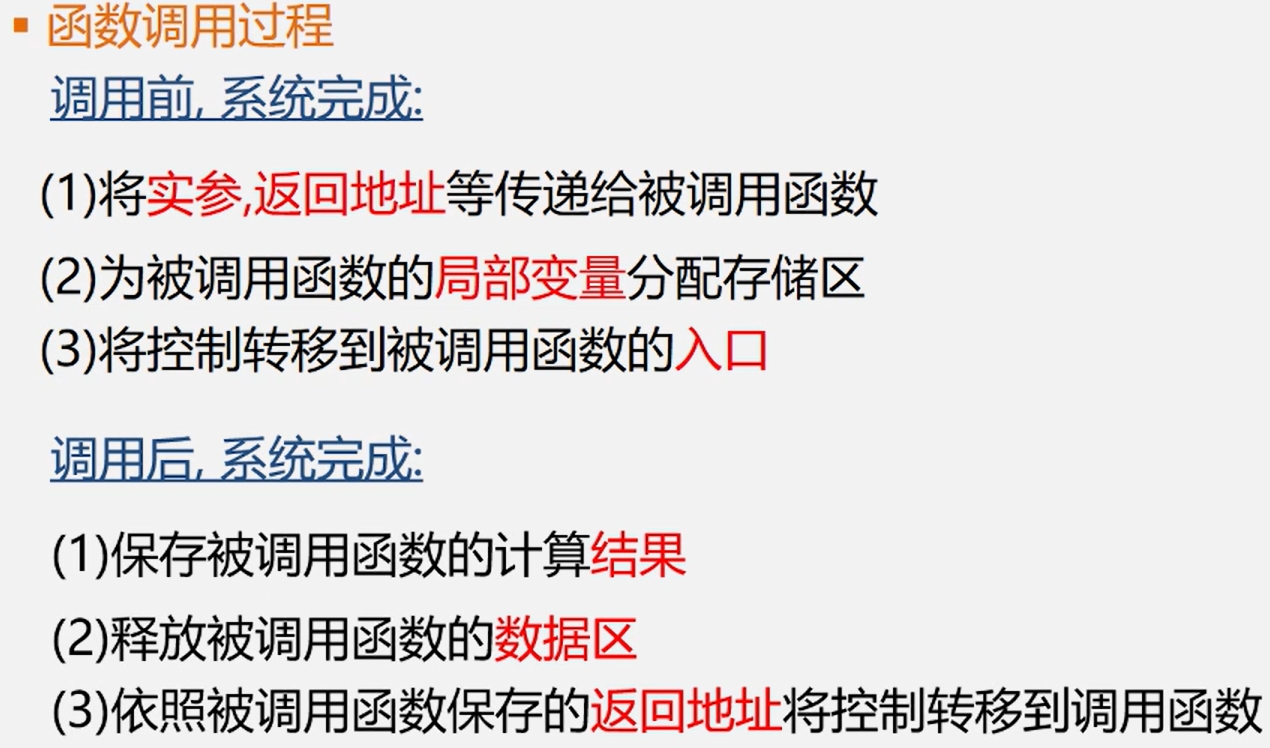 ▪ 函数调用过程
调用前, 系统完成:
(1)将实参,返回地址等传递给被调用函数
(2)为被调用函数的局部变量分配存储区
(3)将控制转移到被调用函数的入口
调用后, 系统完成:
(1)保存被调用函数的计算结果
(2)释放被调用函数的数据区
(3)依照被调用函数保存的返回地址将控制转移到调用函数